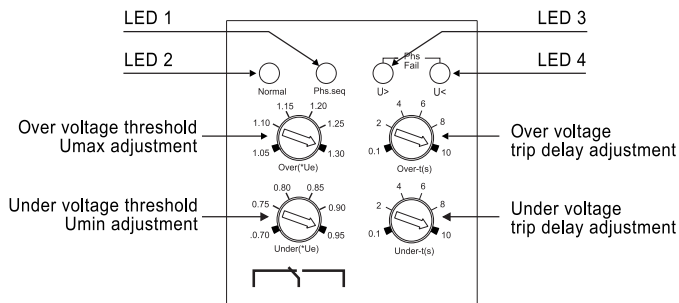 LED 1
LED 3
LED 2
LED 4
Phs
Fail
Normal
Phs.seq
U>
U<
Over voltage threshold
Umax adjustment
1.05
1.10
1.15
1.20
1.25
1.30
Over(*Ue)
0.1
2
4
6
8
10
Over-t(s)
Over voltage
trip delay adjustment
Under voltage threshold
Umin adjustment
.0.70
0.75
0.80
0.85
0.90
0.95
Under(*Ue)
0.1
2
4
6
8
10
Under-t(s)
Under voltage
trip delay adjustment